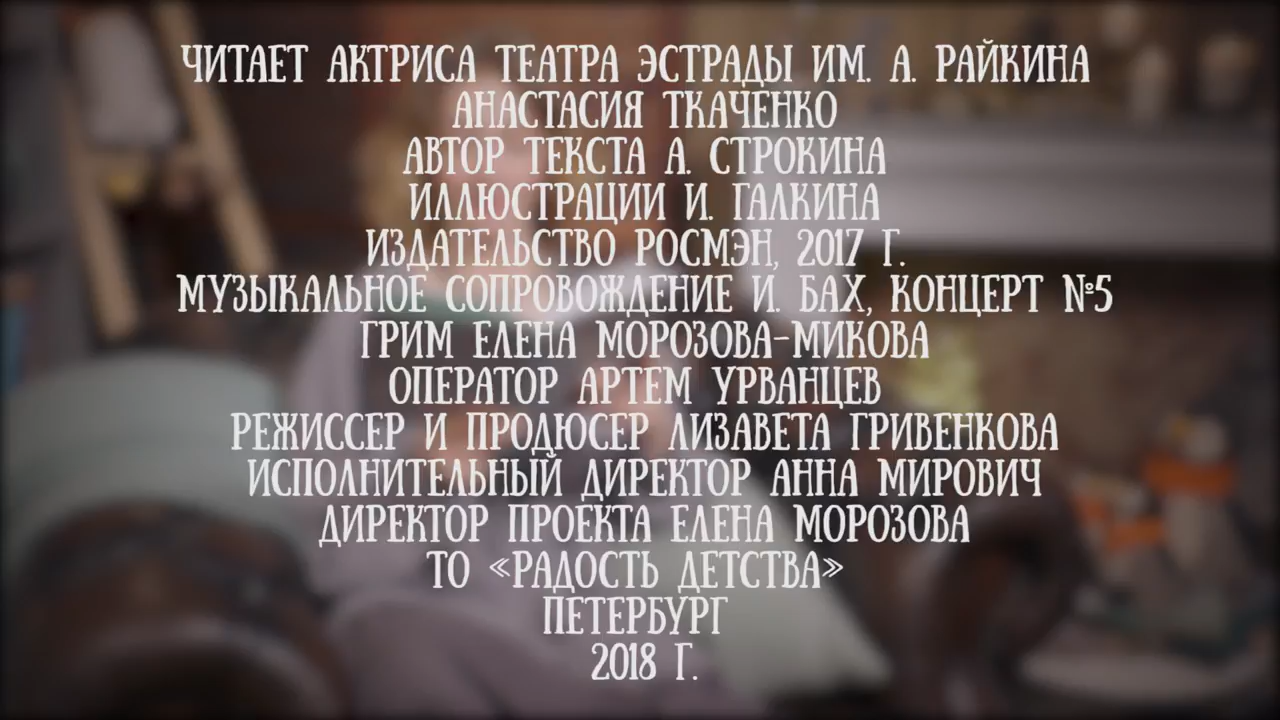 ЧИТАЕТ АКТРИСА ТЕАТРА ЭСТРАДЫ ИМ. А. РАЙКИНА
АНАСТАСИЯ ТКАЧЕНКО
АВТОР ТЕКСТА А. СТРОКИНА
ИЛЛЮСТРАЦИИ И. ГАЛКИНА
ИЗДАТЕЛЬСТВО РОСМЭН, 2017 Г.
МУЗЫКАЛЬНОЕ СОПРОВОЖДЕНИЕ И. БАХ, КОНЦЕРТ №5
ГРИМ ЕЛЕНА МОРОЗОВА-МИКОВА
ОПЕРАТОР АРТЕМ УРВАНЦЕВ
РЕЖИССЕР И ПРОДЮСЕР ЛИЗАВЕТА ГРИВЕНКОВА
ИСПОЛНИТЕЛЬНЫЙ ДИРЕКТОР АННА МИРОВИЧ
ДИРЕКТОР ПРОЕКТА ЕЛЕНА МОРОЗОВА
ТО «РАДОСТЬ ДЕТСТВА»
ПЕТЕРБУРГ
2018 Г.